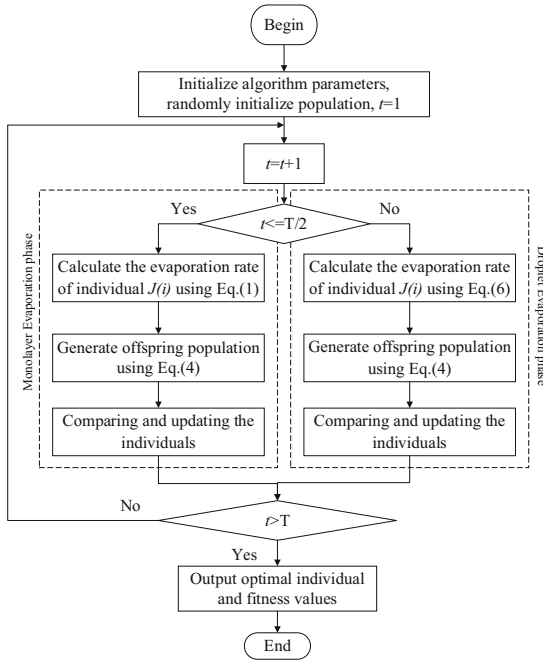 Begin
Initialize algorithm parameters,
randomly initialize population, t=1
t=t+1
Yes
t<=T/2
No
Monolayer Evaporation phase
Calculate the evaporation rate
of individual J(i) using Eq.(1)
Generate offspring population
using Eq.(4)
Comparing and updating the
individuals
Calculate the evaporation rate
of individual J(i) using Eq.(6)
Generate offspring population
using Eq.(4)
Comparing and updating the
individuals
Droplet Evaporation phase
No
t>T
Yes
Output optimal individual
and fitness values
End